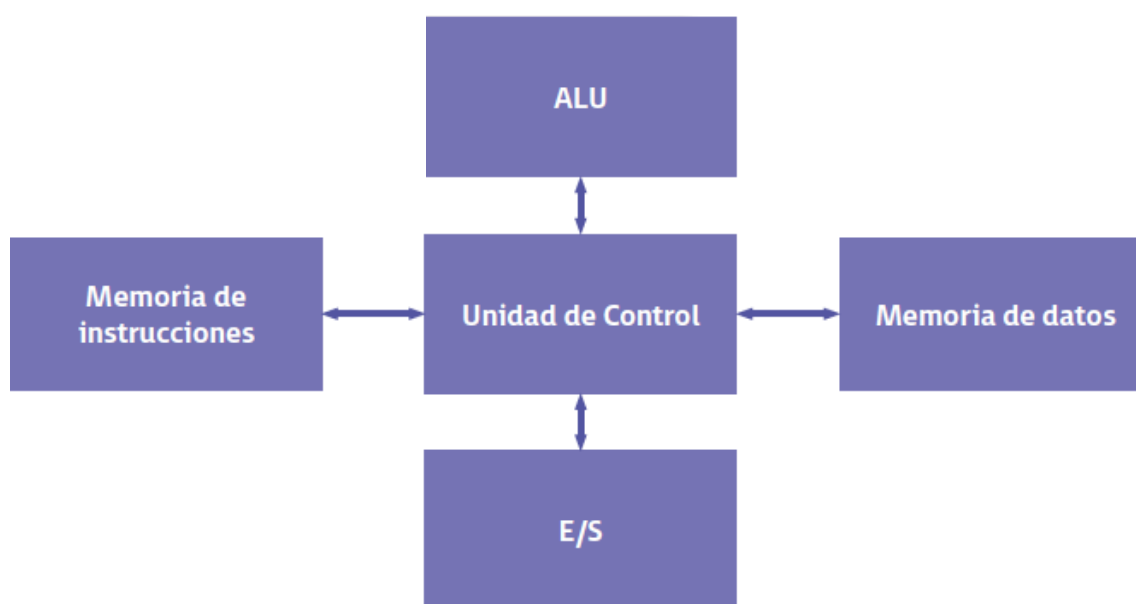 ALU
Memoria de
instrucciones
Unidad de Control
Memoria de datos
E/S